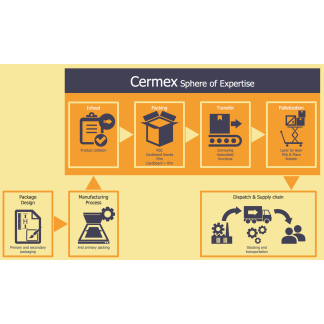 Cermex Sphere of Expertise
Infeed
Product collation
Packing
RSC
Cardboard blanks
Film
Cardboard + film
Transfer
Conveying
Associated
functions
Palletization
Layer by layer
Pick & Place
Robotic
Package
Design
Primary and secondary
packaging
Manufacturing
Process
And primary packing
Dispatch & Supply chain
Stocking and
transportation